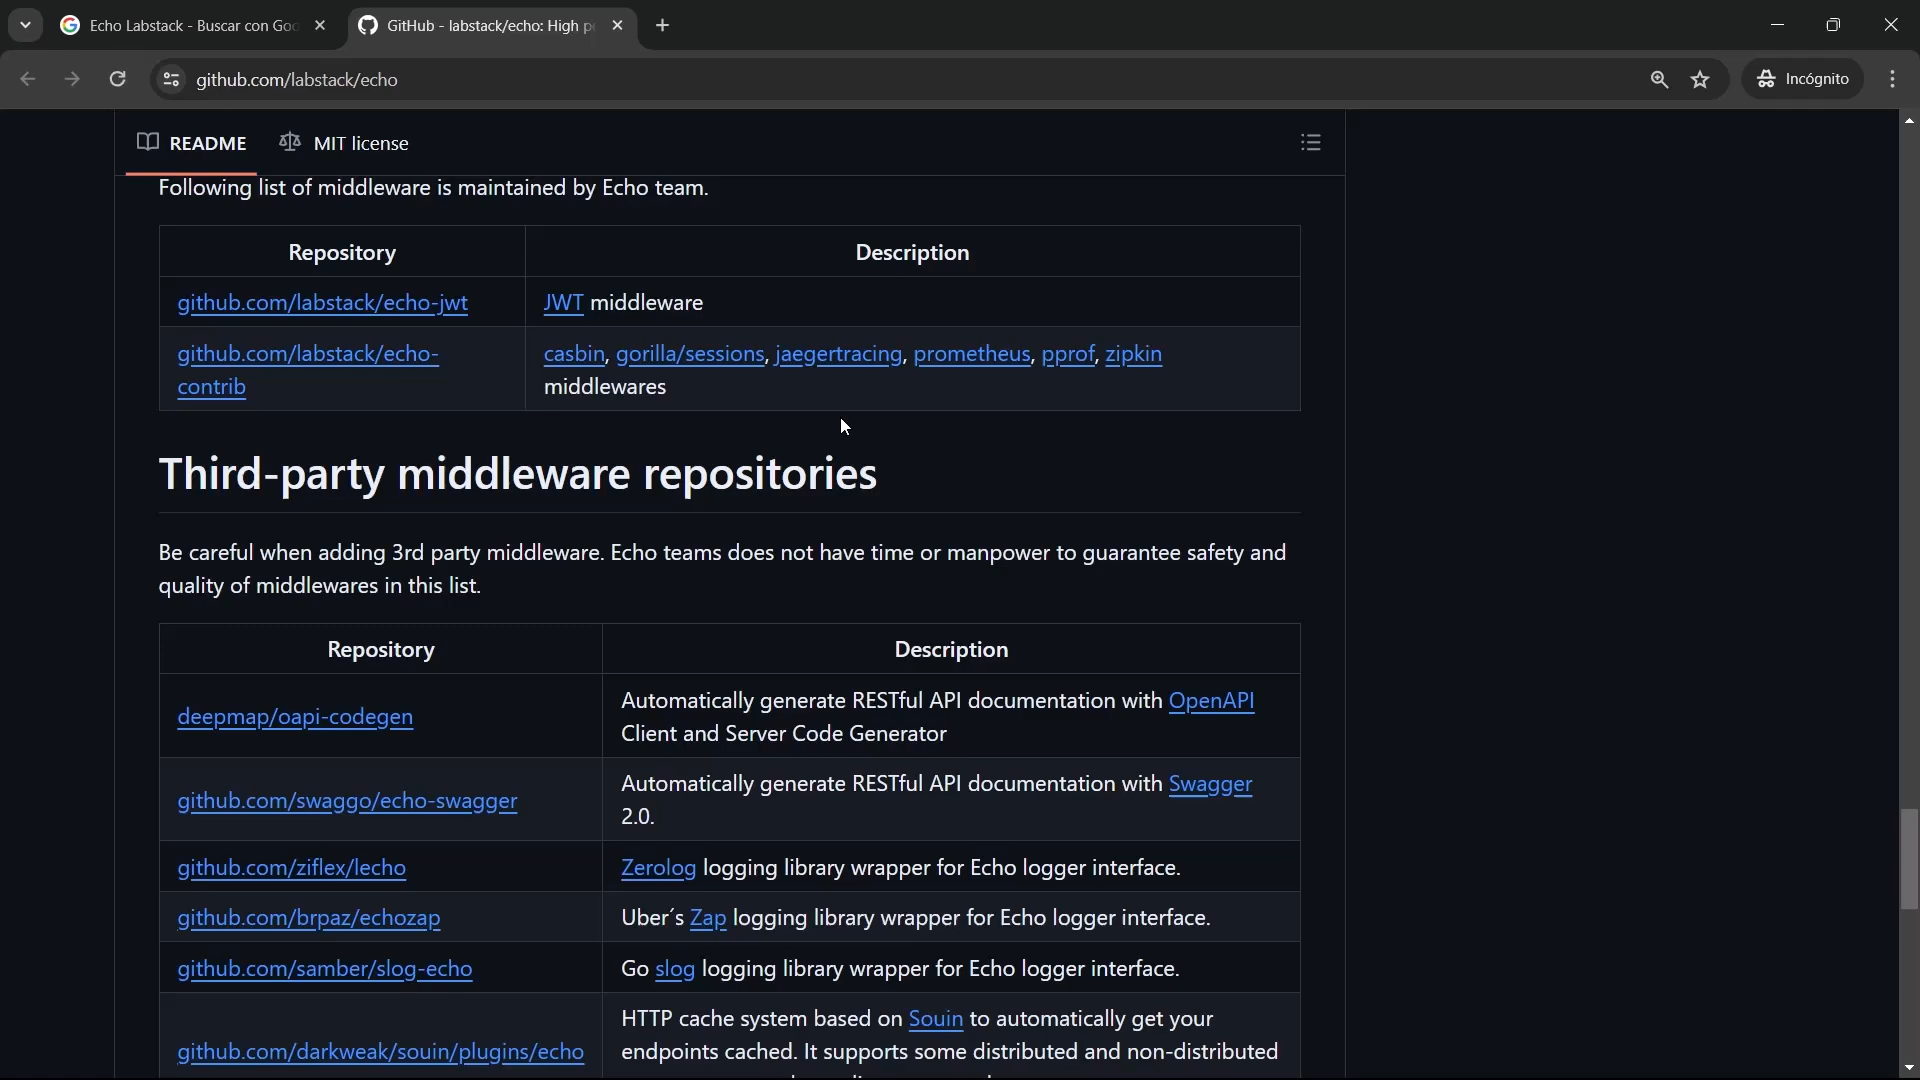 Echo Labstack - Buscar con Goo
GitHub - labstack/echo: High pe
github.com/labstack/echo
Incógnito
README
MIT license
Following list of middleware is maintained by Echo team.
Repository
Description
github.com/labstack/echo-jwt
JWT middleware
github.com/labstack/echo-
contrib
casbin, gorilla/sessions, jaegertracing, prometheus, pprof, zipkin
middlewares
Third-party middleware repositories
Be careful when adding 3rd party middleware. Echo teams does not have time or manpower to guarantee safety and
quality of middlewares in this list.
Repository
Description
deepmap/oapi-codegen
Automatically generate RESTful API documentation with OpenAPI
Client and Server Code Generator
github.com/swaggo/echo-swagger
Automatically generate RESTful API documentation with Swagger
2.0.
github.com/ziflex/lecho
Zerolog logging library wrapper for Echo logger interface.
github.com/brpaz/echozap
Uber´s Zap logging library wrapper for Echo logger interface.
github.com/samber/slog-echo
Go slog logging library wrapper for Echo logger interface.
github.com/darkweak/souin/plugins/echo
HTTP cache system based on Souin to automatically get your
endpoints cached. It supports some distributed and non-distributed